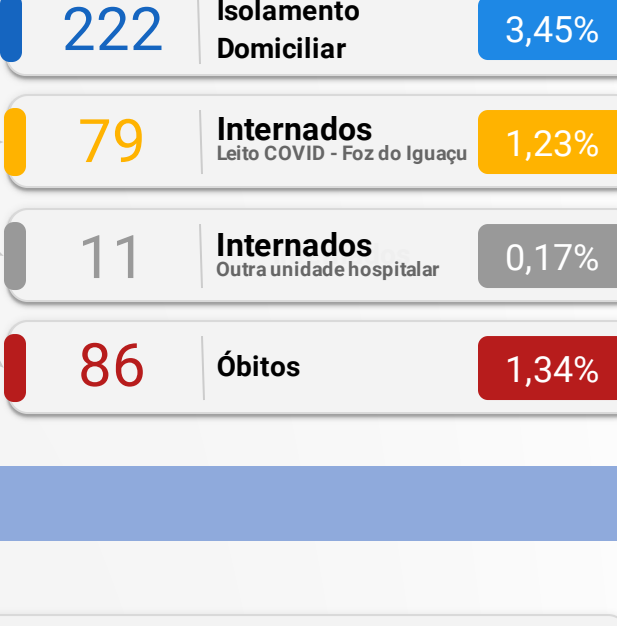 222
Isolamento
Domiciliar
3,45%
79
Internados
Leito COVID - Foz do Iguaçu
1,23%
11
Internados
Outra unidade hospitalar
0,17%
86
Óbitos
1,34%